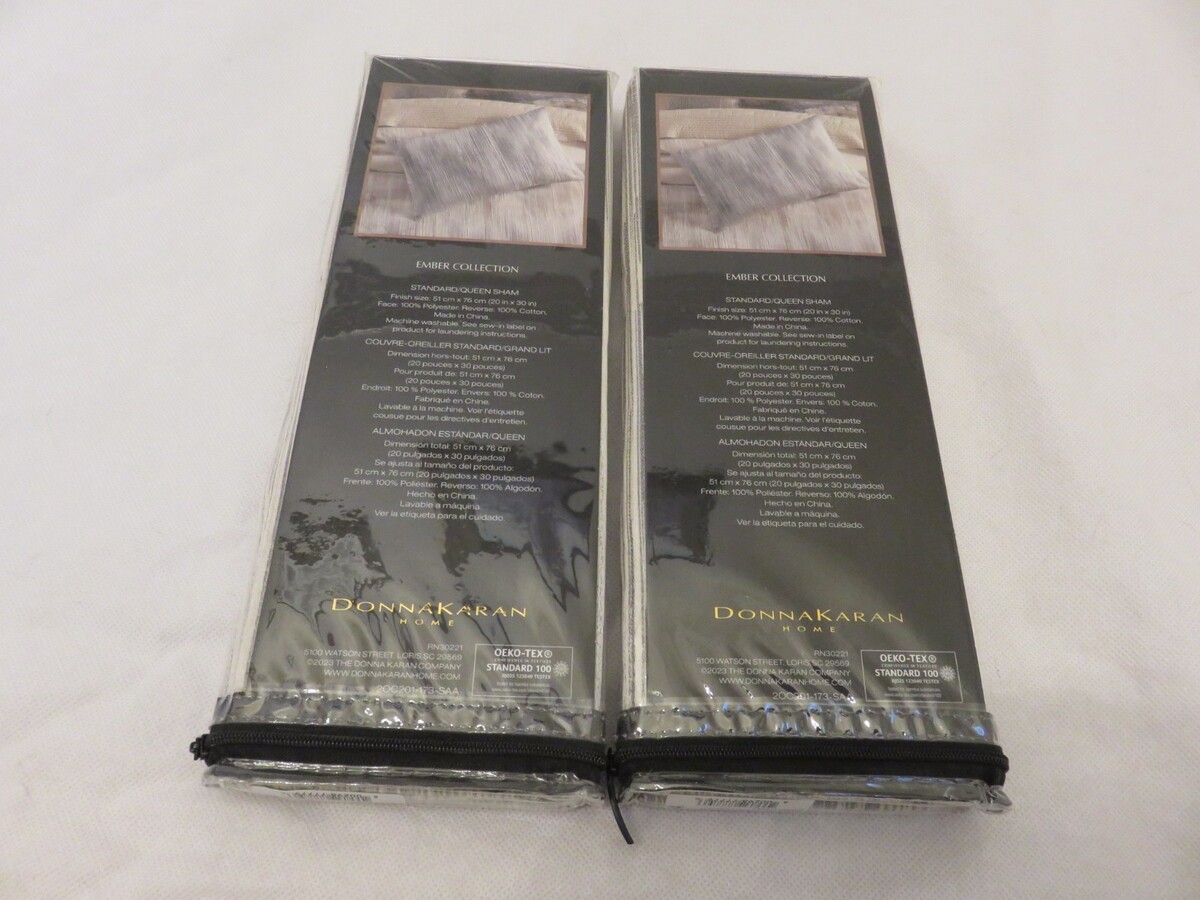 EMBER COLLECTION
STANDARD/QUEEN SHAM
Finish size: 51 cm x 76 cm (20 in x 30 in)
Face: 100% Polyester. Reverse: 100% Cotton.
Made in China.
Machine washable. See sew-in label on
product for laundering instructions.
COUVRE-OREILLER STANDARD/GRAND LIT
Dimension hors-tout: 51 cm x 76 cm
(20 pouces x 30 pouces)
Pour produit de: 51 cm x 76 cm
(20 pouces x 30 pouces)
Endroit: 100 % Polyester. Envers: 100 % Coton.
Fabriqué en Chine.
Lavable à la machine. Voir l'étiquette
cousue pour les directives d'entretien.
ALMOHADON ESTÁNDAR/QUEEN
Dimensión total: 51 cm x 76 cm
(20 pulgados x 30 pulgados)
Se ajusta al tamaño del producto:
51 cm x 76 cm (20 pulgados x 30 pulgados)
Frente: 100% Poliéster. Reverso: 100% Algodón.
Hecho en China.
Lavable a máquina.
Ver la etiqueta para el cuidado.
DONNAKARAN
HOME
RN30221
5100 WATSON STREET, LORIS SC 29569
©2023 THE DONNA KARAN COMPANY
WWW.DONNAKARANHOME.COM
2OC201-173-SAA
OEKO-TEX®
CONFIDENCE IN TEXTILES
STANDARD 100
EMBER COLLECTION
STANDARD/QUEEN SHAM
Finish size: 51 cm x 76 cm (20 in x 30 in)
Face: 100% Polyester. Reverse: 100% Cotton.
Made in China.
Machine washable. See sew-in label on
product for laundering instructions.
COUVRE-OREILLER STANDARD/GRAND LIT
Dimension hors-tout: 51 cm x 76 cm
(20 pouces x 30 pouces)
Pour produit de: 51 cm x 76 cm
(20 pouces x 30 pouces)
Endroit: 100 % Polyester. Envers: 100 % Coton.
Fabriqué en Chine.
Lavable à la machine. Voir l'étiquette
cousue pour les directives d'entretien.
ALMOHADON ESTÁNDAR/QUEEN
Dimensión total: 51 cm x 76 cm
(20 pulgados x 30 pulgados)
Se ajusta al tamaño del producto:
51 cm x 76 cm (20 pulgados x 30 pulgados)
Frente: 100% Poliéster. Reverso: 100% Algodón.
Hecho en China.
Lavable a máquina.
Ver la etiqueta para el cuidado.
DONNAKARAN
HOME
RN30221
5100 WATSON STREET, LORIS SC 29569
©2023 THE DONNA KARAN COMPANY
WWW.DONNAKARANHOME.COM
2OC201-173-SAA
OEKO-TEX®
CONFIDENCE IN TEXTILES
STANDARD 100